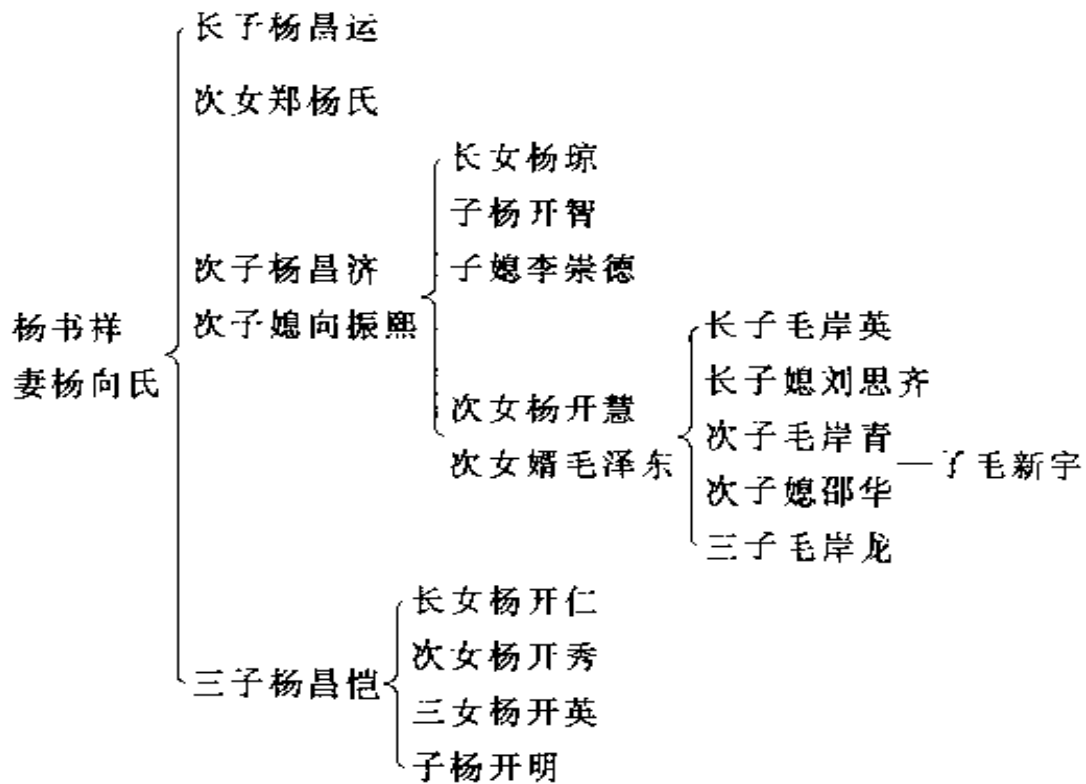 长子杨昌运
次女郑杨氏
长女杨琼
子杨开智
次子杨昌济
子媳李崇德
次子媳向振熙
长子毛岸英
杨书祥
妻杨向氏
长子媳刘思齐
次女杨开慧
次子毛岸青
次女婿毛泽东
子毛新宇
次子媳邵华
三子毛岸龙
长女杨开仁
次女杨开秀
三子杨昌恺
三女杨开英
子杨开明